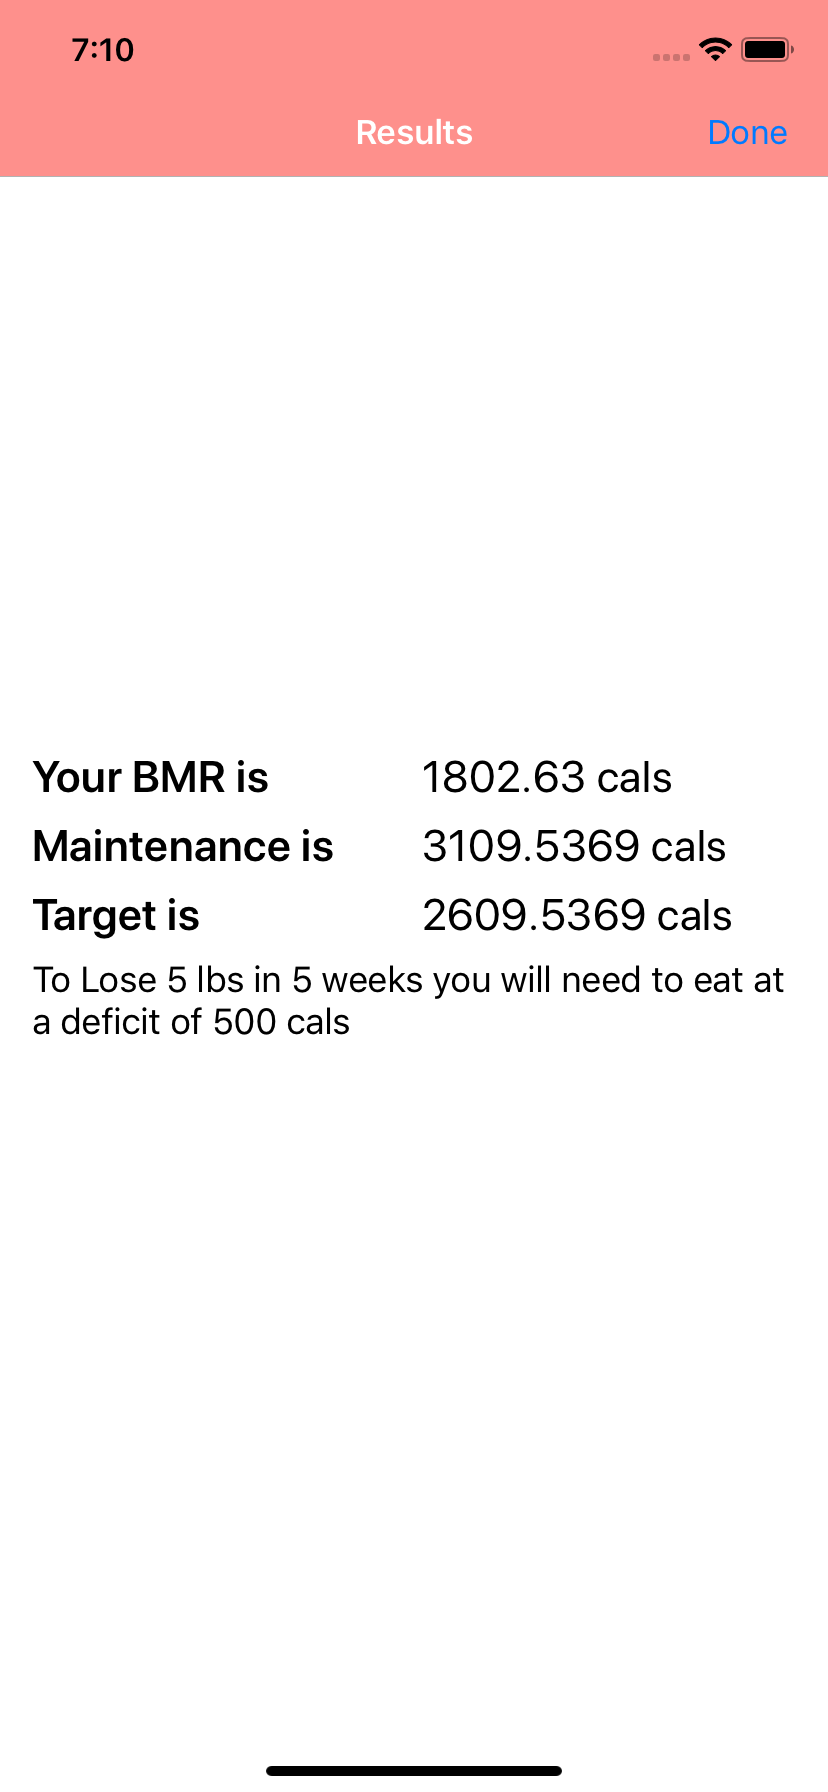 7:10
Results
Done
Your BMR is 1802.63 cals
Maintenance is 3109.5369 cals
Target is 2609.5369 cals
To Lose 5 lbs in 5 weeks you will need to eat at
a deficit of 500 cals